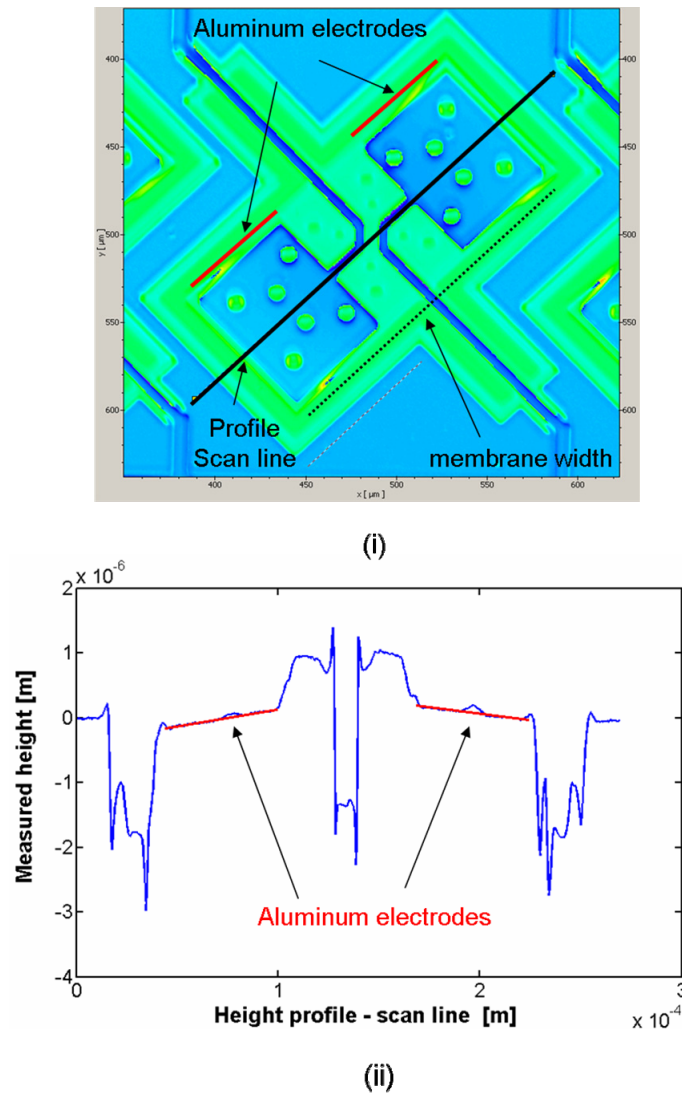 Aluminum electrodes
400
450
500
550
600
y [ µm ]
400
450
500
550
600
Profile
Scan line
membrane width
400
450
500
550
600
623
x [ µm ]
(i)
x 10⁻⁶
2
1
0
-1
-2
-3
-4
Measured height [m]
Aluminum electrodes
0
1
2
3
Height profile - scan line [m]
x 10⁻⁴
(ii)